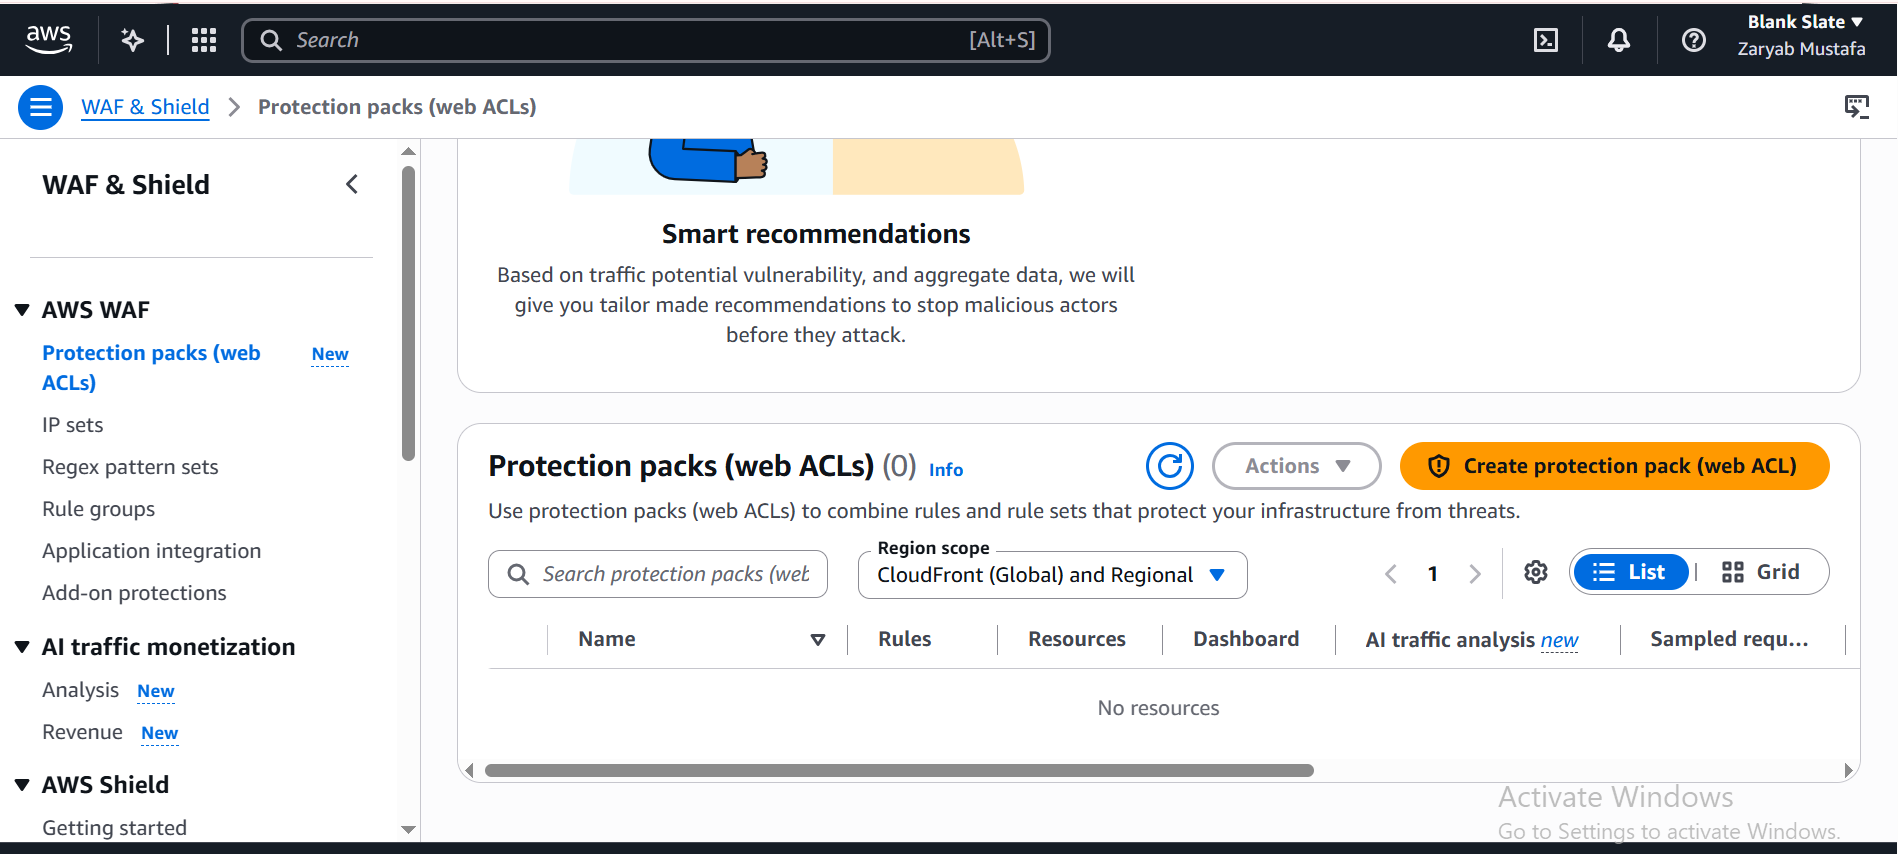 aws
Search
[Alt+S]
Blank Slate
Zaryab Mustafa
WAF & Shield
Protection packs (web ACLs)
WAF & Shield
AWS WAF
Protection packs (web
ACLs)
New
IP sets
Regex pattern sets
Rule groups
Application integration
Add-on protections
AI traffic monetization
Analysis New
Revenue New
AWS Shield
Getting started
Smart recommendations
Based on traffic potential vulnerability, and aggregate data, we will
give you tailor made recommendations to stop malicious actors
before they attack.
Protection packs (web ACLs) (0) Info
Actions
Create protection pack (web ACL)
Use protection packs (web ACLs) to combine rules and rule sets that protect your infrastructure from threats.
Search protection packs (web
Region scope
CloudFront (Global) and Regional
1
List
Grid
Name
Rules
Resources
Dashboard
AI traffic analysis new
Sampled requ...
No resources
Activate Windows
Go to Settings to activate Windows.